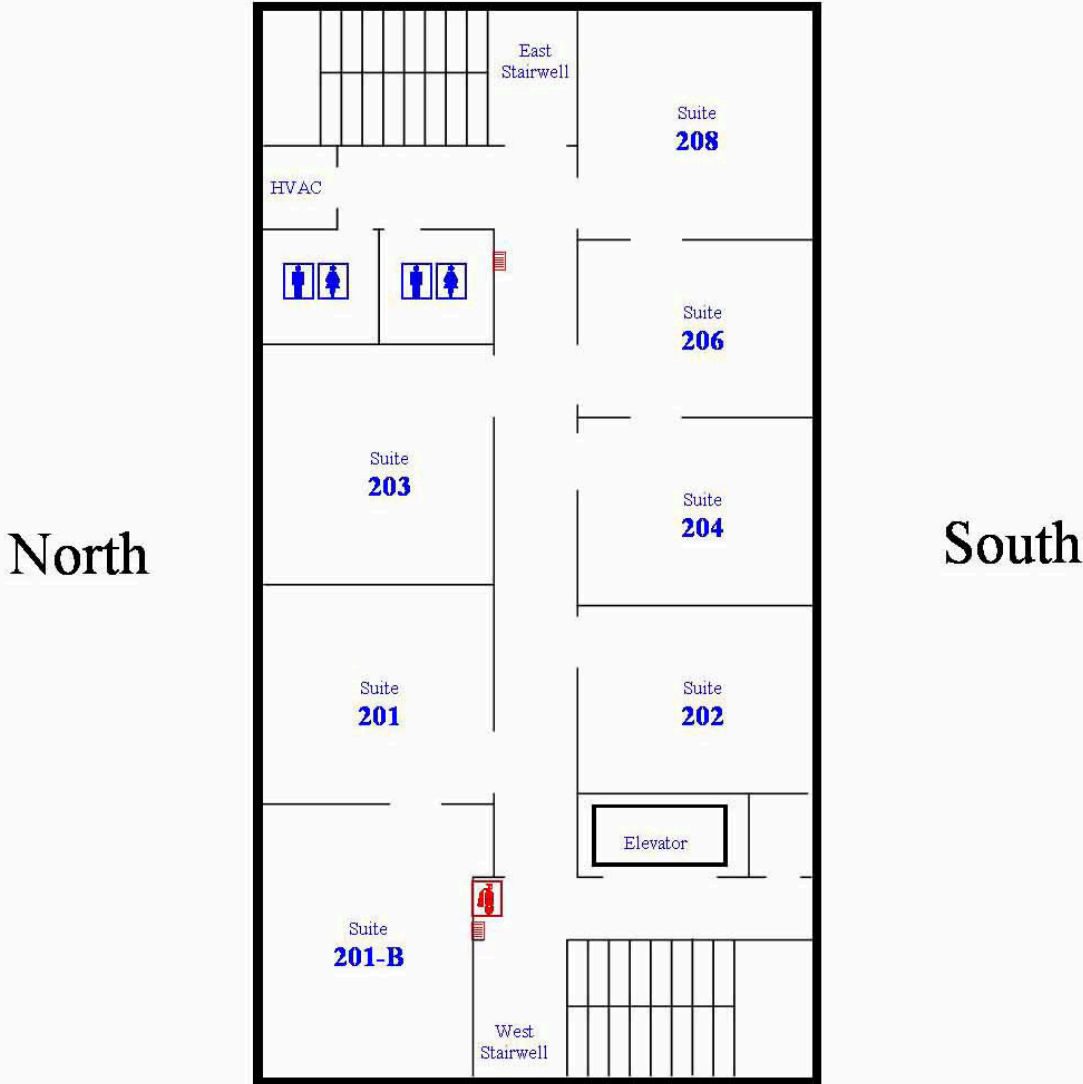 East
Stairwell
Suite
208
HVAC
Suite
206
Suite
203
Suite
204
North
South
Suite
201
Suite
202
Elevator
Suite
201-B
West
Stairwell